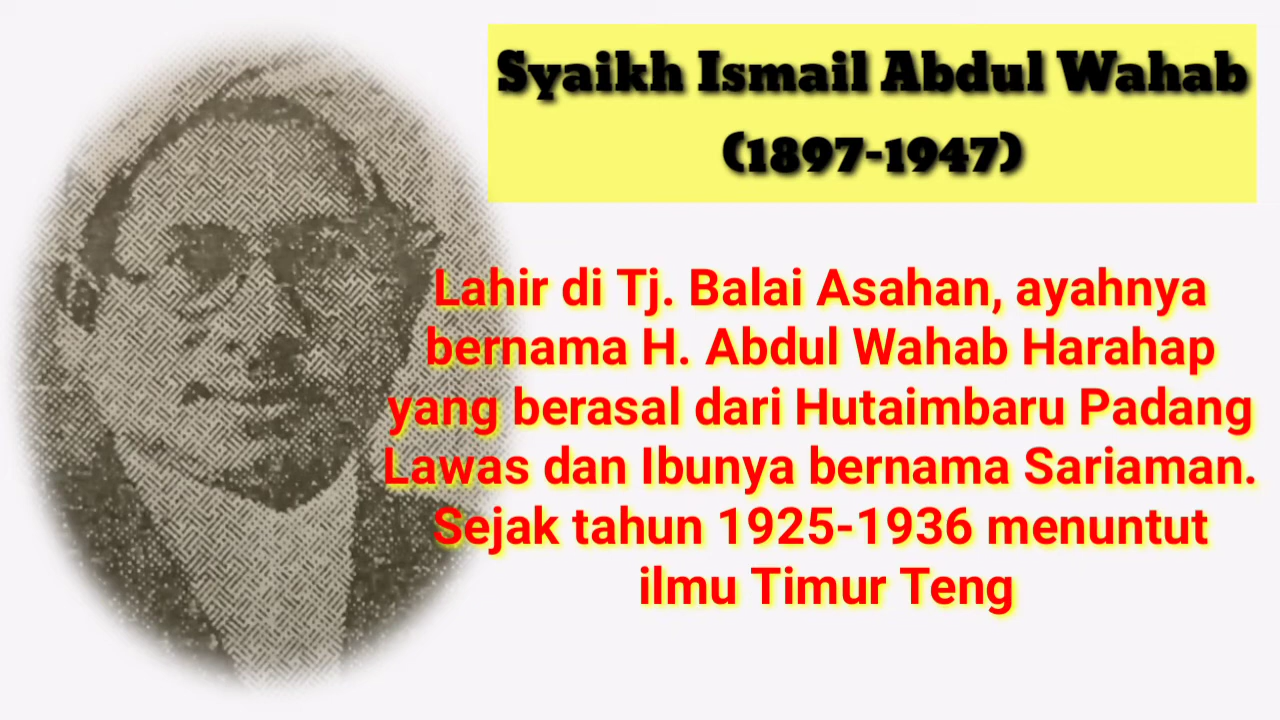 Syaikh Ismail Abdul Wahab
(1897-1947)
Lahir di Tj. Balai Asahan, ayahnya
bernama H. Abdul Wahab Harahap
yang berasal dari Hutaimbaru Padang
Lawas dan Ibunya bernama Sariaman.
Sejak tahun 1925-1936 menuntut
ilmu Timur Teng